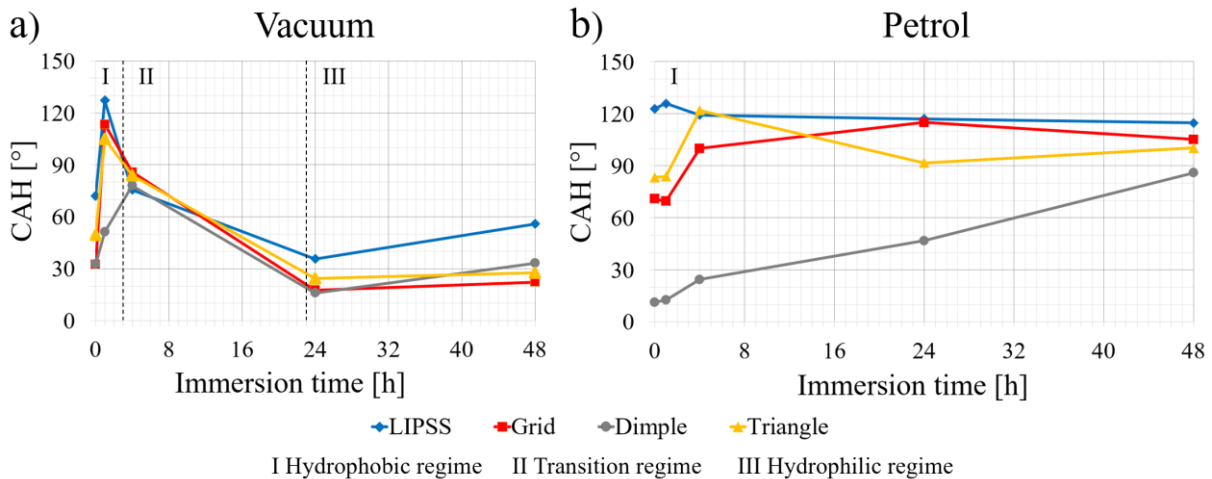 a) Vacuum
b) Petrol
CAH [°]
150
120
90
60
30
0
I
II
III
0 8 16 24 32 40 48
Immersion time [h]
CAH [°]
150
120
90
60
30
0
I
0 8 16 24 32 40 48
Immersion time [h]
LIPSS Grid Dimple Triangle
I Hydrophobic regime II Transition regime III Hydrophilic regime